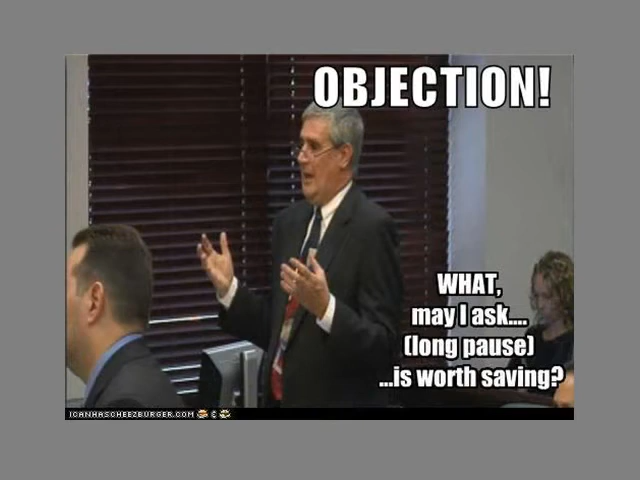 OBJECTION!
WHAT,
may I ask....
(long pause)
...is worth saving?
ICANHASCHEEZBURGER.COM